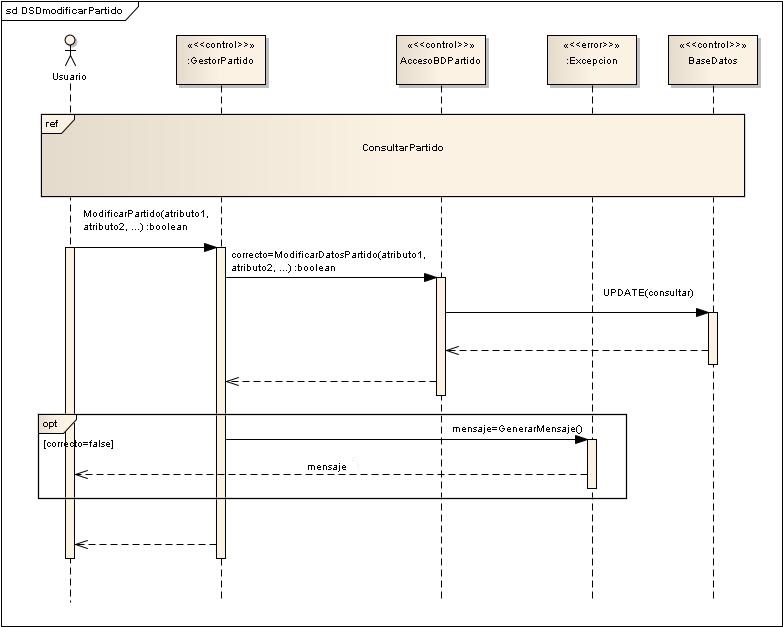 sd DSDmodificarPartido
Usuario
«<<control>>»
:GestorPartido
«<<control>>»
AccesoBDPartido
«<<error>>»
:Excepcion
«<<control>>»
BaseDatos
ref
ConsultarPartido
ModificarPartido(atributo1,
atributo2, ...) :boolean
correcto=ModificarDatosPartido(atributo1,
atributo2, ...) :boolean
UPDATE(consultar)
opt
[correcto=false]
mensaje=GenerarMensaje()
mensaje